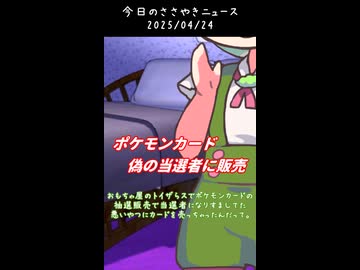 今日のささやきニュース
2025/04/24
ポケモンカード
偽の当選者に販売
おもちゃ屋のトイザらスでポケモンカードの
抽選販売で当選者になりすましてた
悪いやつにカードを売っちゃったんだって。